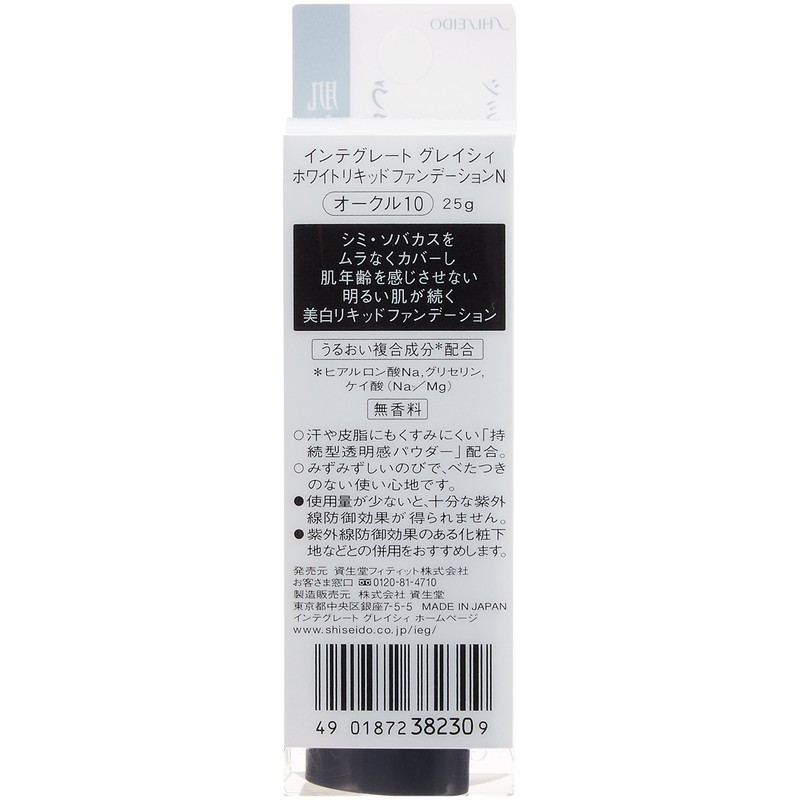 SHISEIDO
シミ
う
肌
インテグレート グレイシィ
ホワイトリキッドファンデーションN
オークル10 25g
シミ・ソバカスを
ムラなくカバーし
肌年齢を感じさせない
明るい肌が続く
美白リキッドファンデーション
うるおい複合成分*配合
*ヒアルロン酸Na,グリセリン,
ケイ酸(Na/Mg)
無香料
○汗や皮脂にもくすみにくい「持
続型透明感パウダー」配合。
○みずみずしいのびで、べたつき
のない使い心地です。
●使用量が少ないと、十分な紫外
線防御効果が得られません。
●紫外線防御効果のある化粧下
地などとの併用をおすすめします。
発売元 資生堂フィティット株式会社
お客さま窓口 0120-81-4710
製造販売元 株式会社 資生堂
東京都中央区銀座7-5-5 MADE IN JAPAN
インテグレート グレイシィ ホームページ
www.shiseido.co.jp/ieg/
49 01872 38230 9